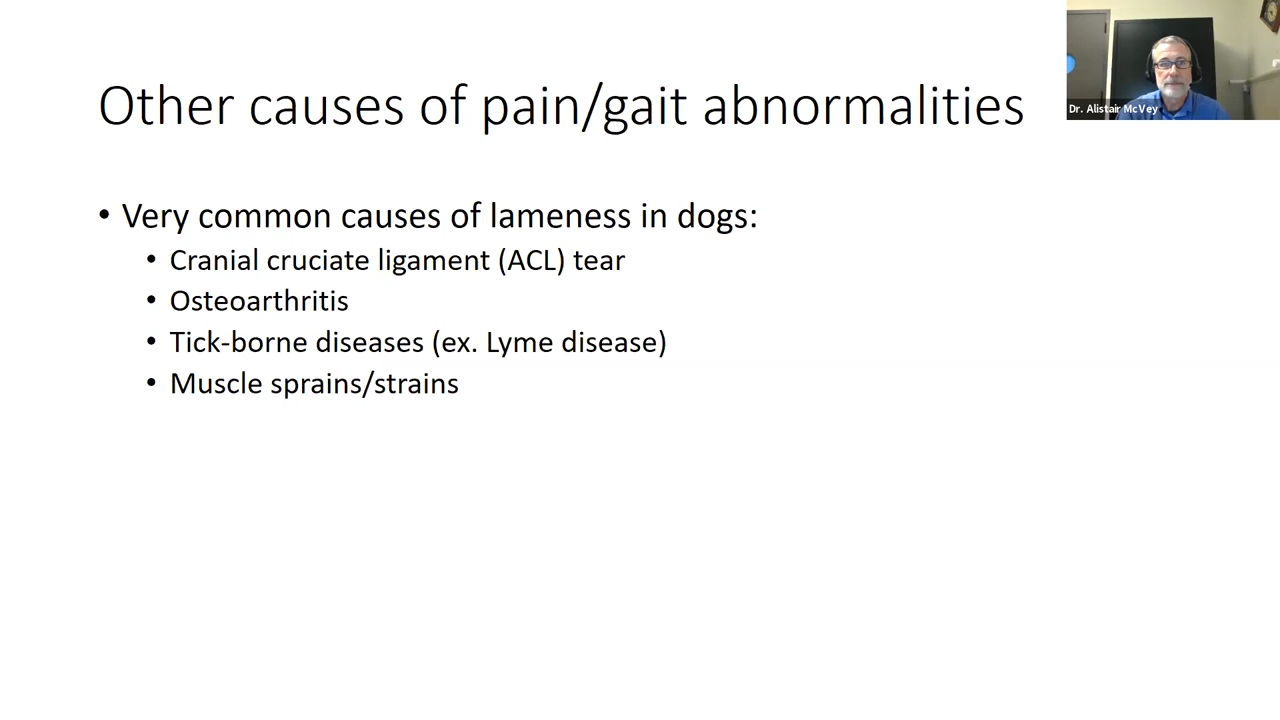 Other causes of pain/gait abnormalities
Dr. Alistair McVey
• Very common causes of lameness in dogs:
• Cranial cruciate ligament (ACL) tear
• Osteoarthritis
• Tick-borne diseases (ex. Lyme disease)
• Muscle sprains/strains